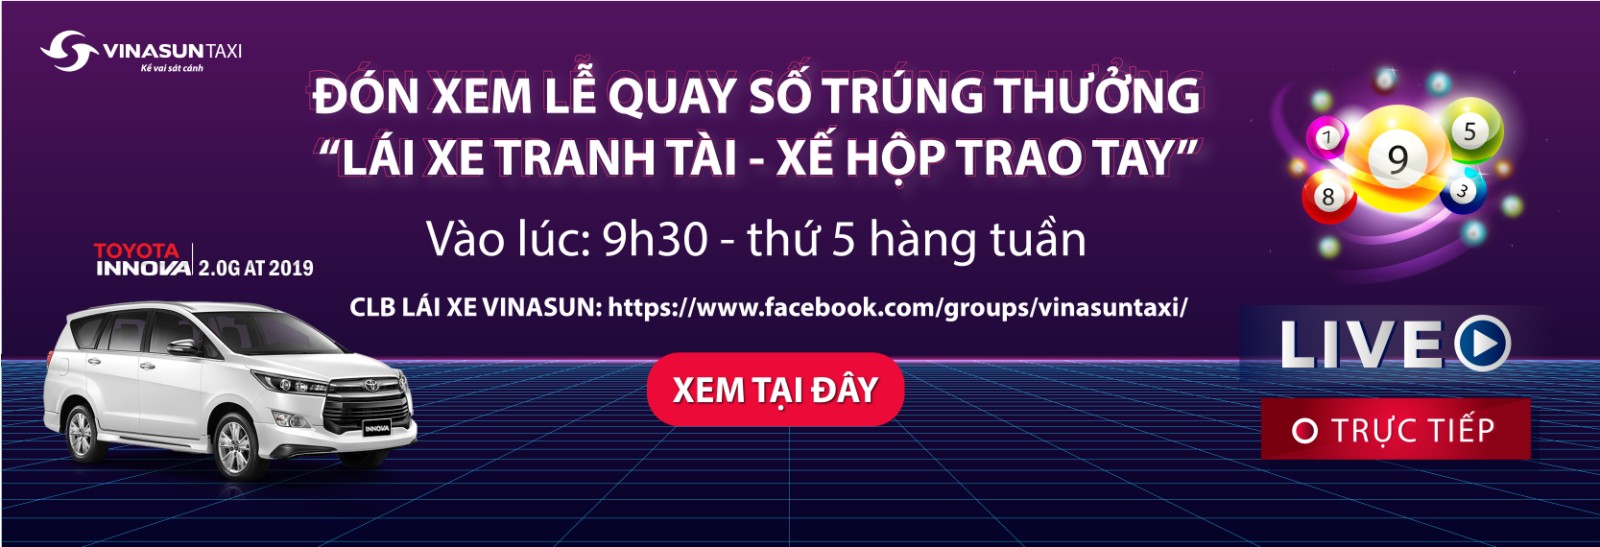 VINASUNTAXI
Kề vai sát cánh
ĐÓN XEM LỄ QUAY SỐ TRÚNG THƯỞNG
“LÁI XE TRANH TÀI - XẾ HỘP TRAO TAY”
Vào lúc: 9h30 - thứ 5 hàng tuần
CLB LÁI XE VINASUN: https://www.facebook.com/groups/vinasuntaxi/
XEM TẠI ĐÂY
TOYOTA
INNOVA 2.0G AT 2019
INNOVA
7
9
5
8
3
LIVE
TRỰC TIẾP